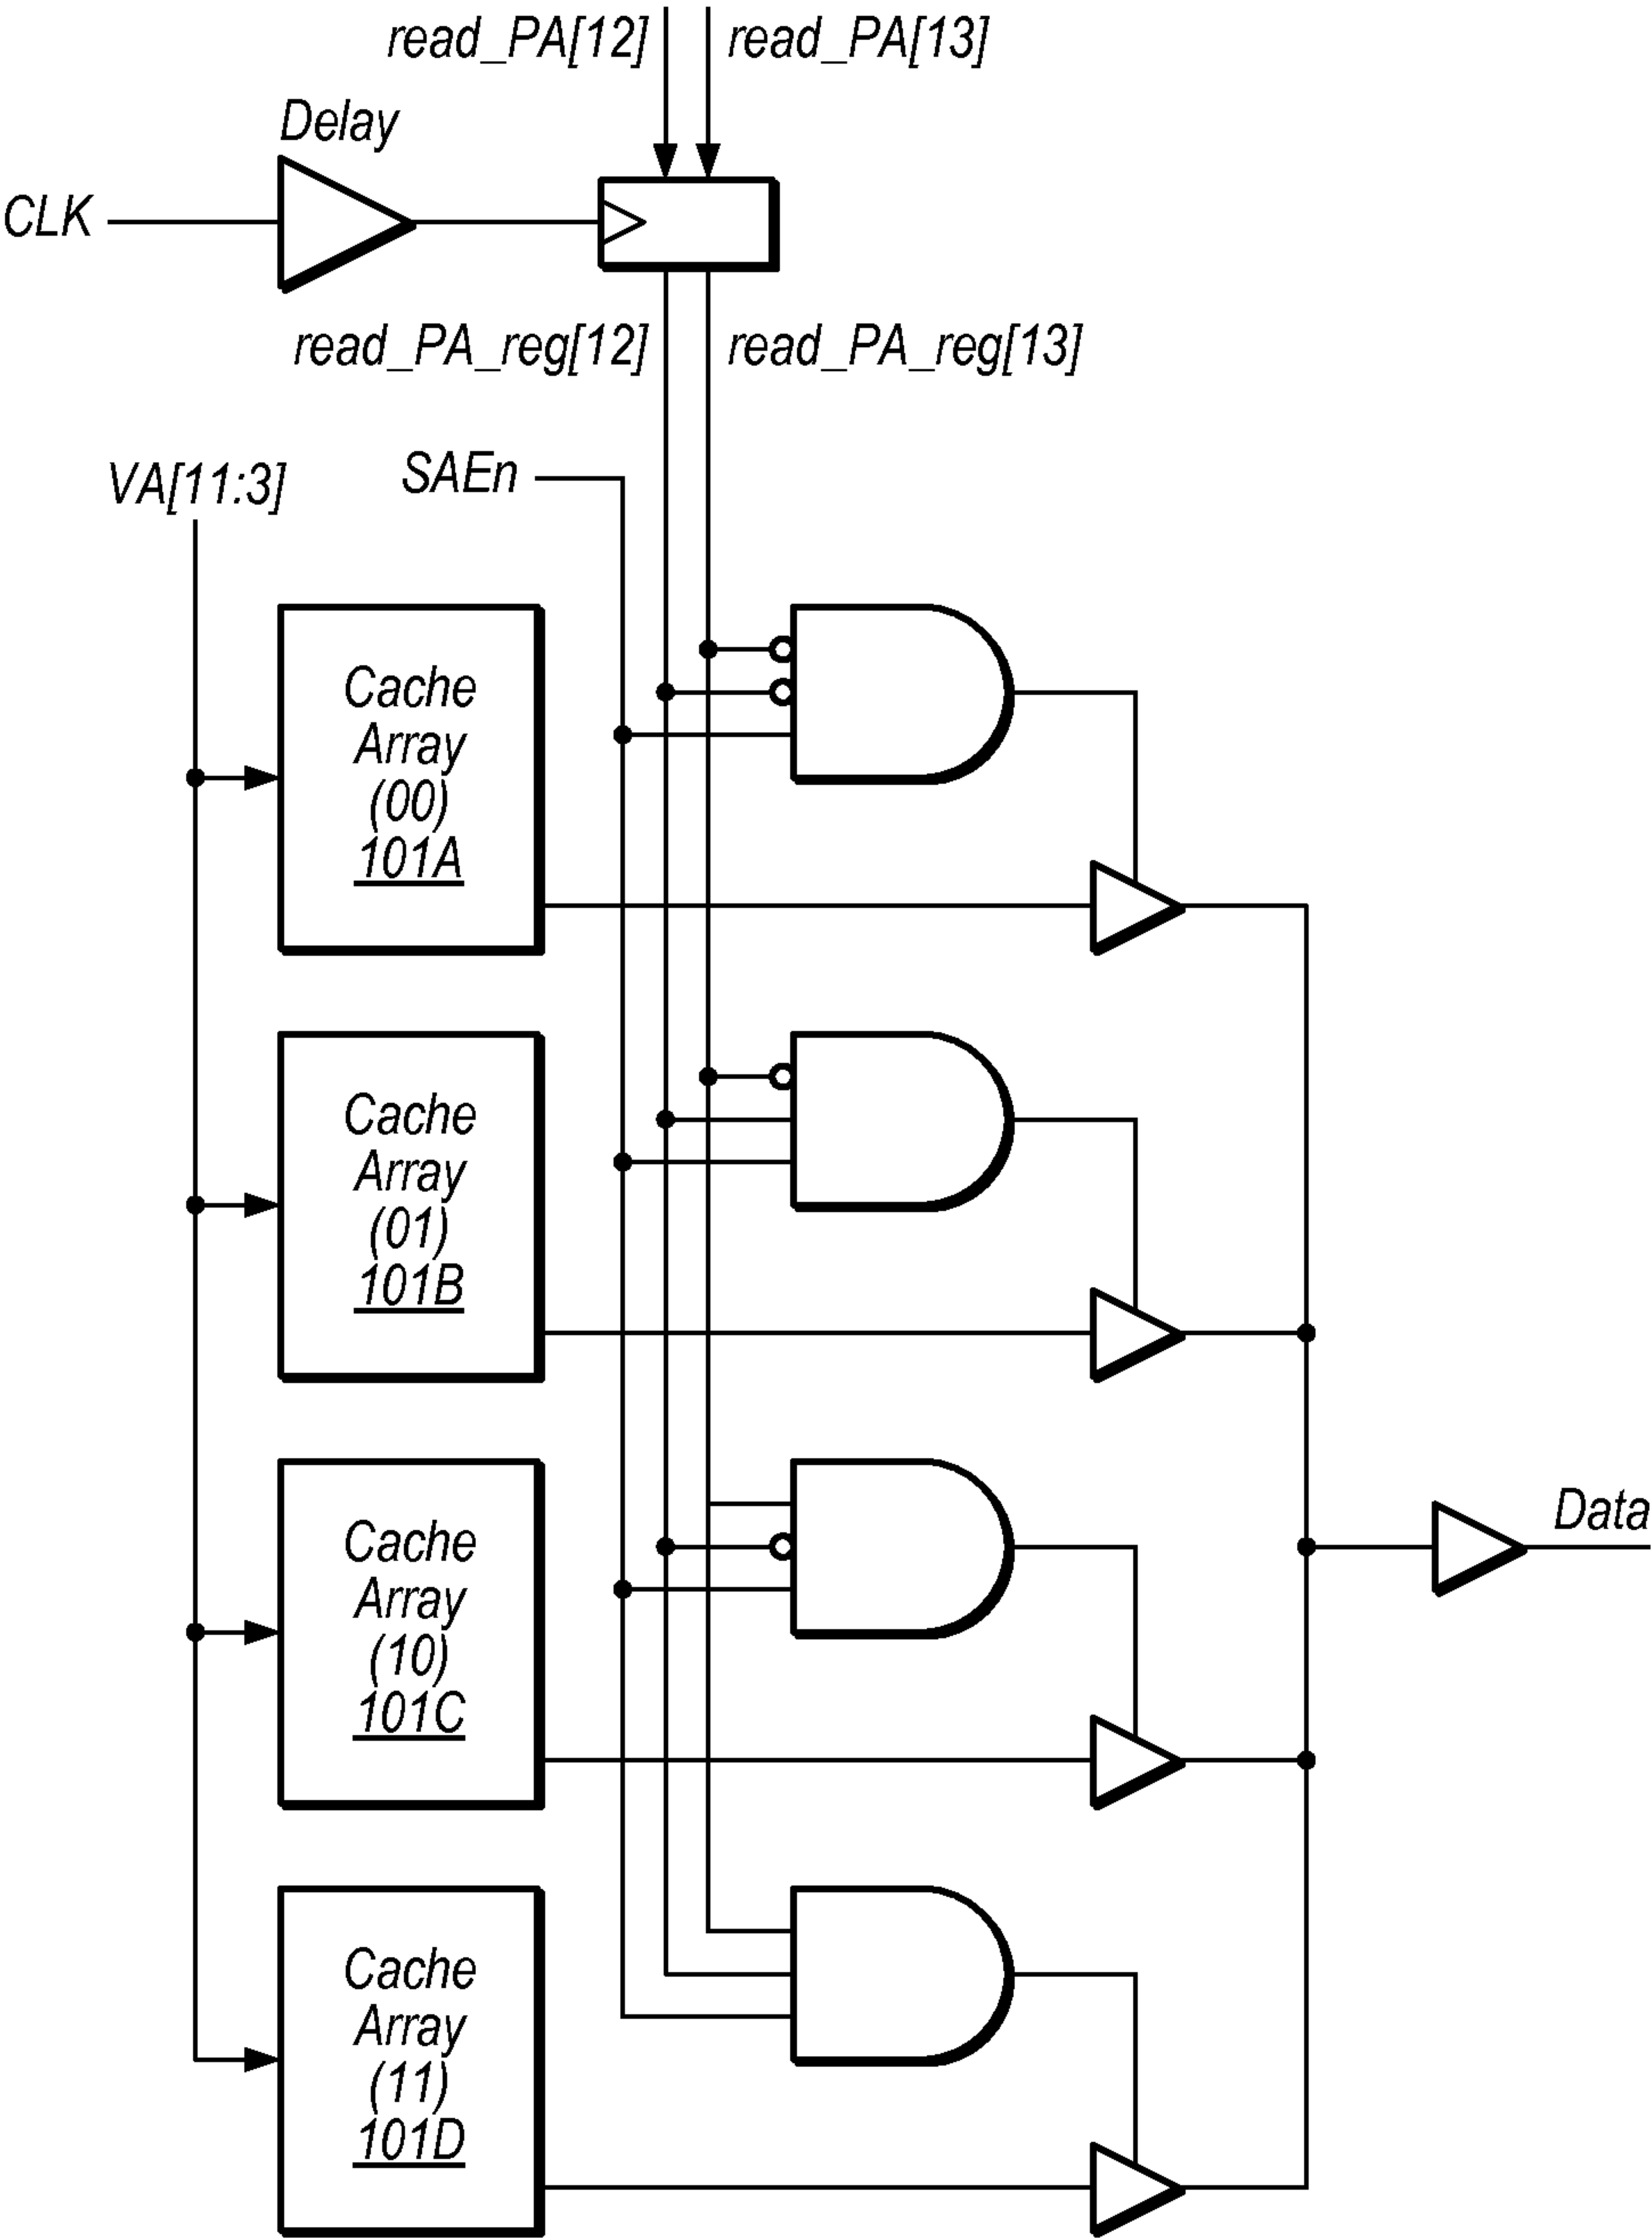 read_PA[12]
read_PA[13]
Delay
CLK
read_PA_reg[12]
read_PA_reg[13]
SAEn
VA[11:3]
Cache
Array
(00)
101A
Cache
Array
(01)
101B
Cache
Array
(10)
101C
Data
Cache
Array
(11)
101D